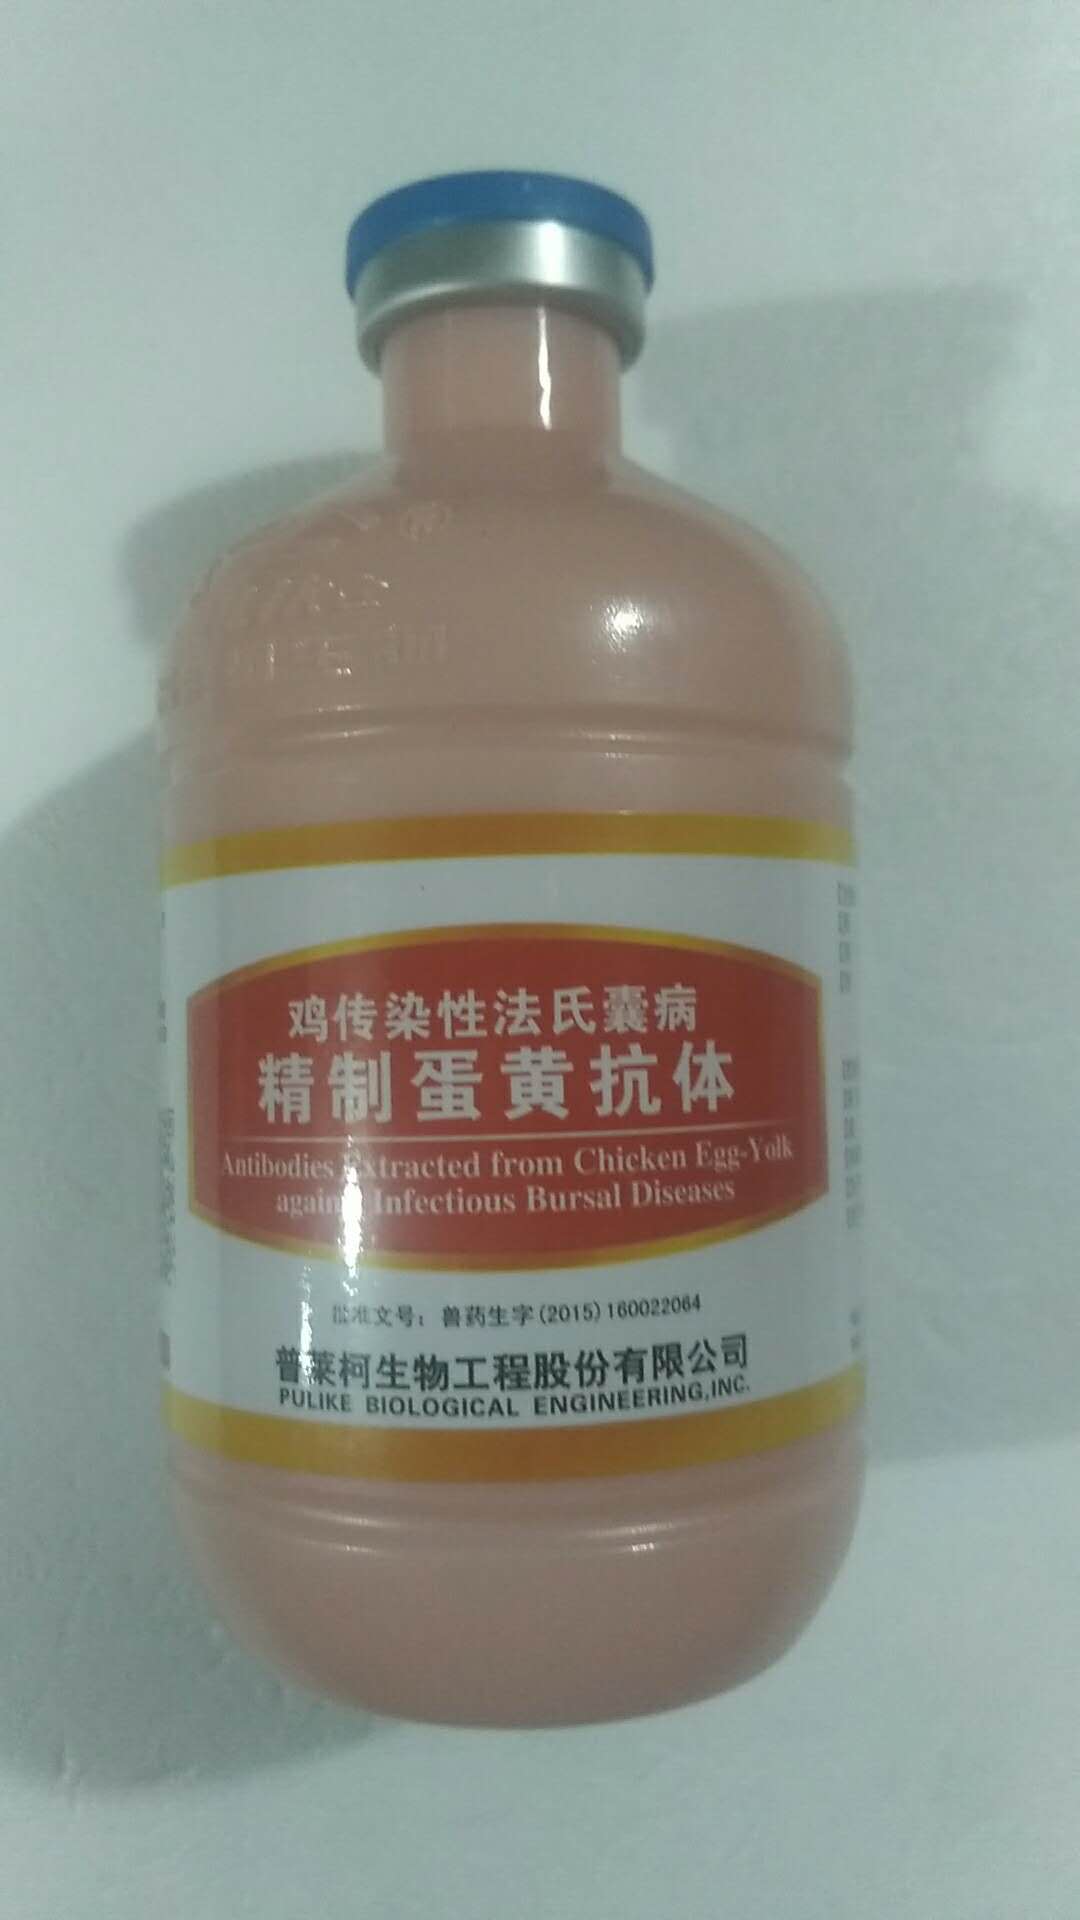 鸡传染性法氏囊病
精制蛋黄抗体
Antibodies Extracted from Chicken Egg-Yolk
against Infectious Bursal Diseases
批准文号：兽药生字(2015)160022064
普莱柯生物工程股份有限公司
PULIKE BIOLOGICAL ENGINEERING,INC.